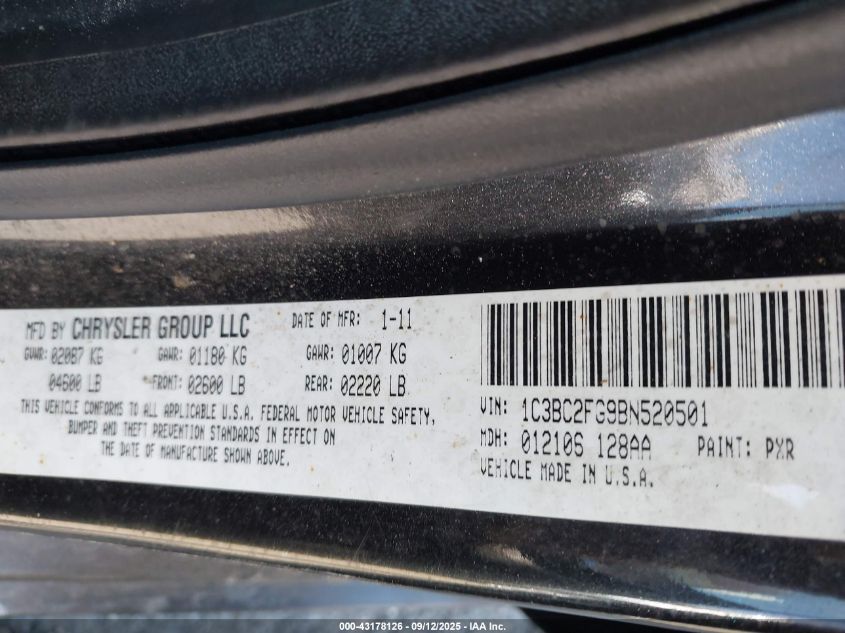 MFD BY CHRYSLER GROUP LLC
DATE OF MFR: 1-11
GVWR: 02087 KG GAWR: 01180 KG GAWR: 01007 KG
04600 LB FRONT: 02600 LB REAR: 02220 LB
THIS VEHICLE CONFORMS TO ALL APPLICABLE U.S.A. FEDERAL MOTOR VEHICLE SAFETY,
BUMPER AND THEFT PREVENTION STANDARDS IN EFFECT ON
THE DATE OF MANUFACTURE SHOWN ABOVE.
VIN: 1C3BC2FG9BN520501
MDH: 012106 128AA PAINT: PXR
VEHICLE MADE IN U.S.A.
000-43178126 - 09/12/2025 - IAA Inc.